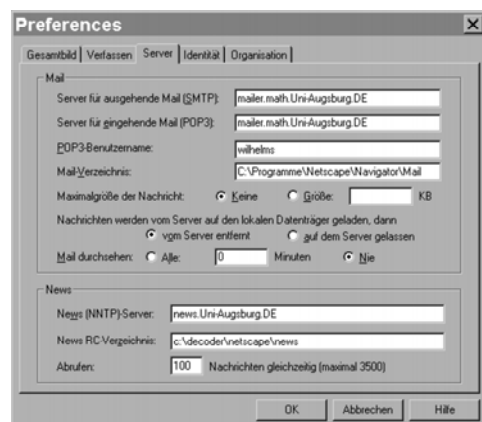 Preferences
Gesamtbild Verlassen Server Identität Organisation
Mail
Server für ausgehende Mail (SMTP): mailer.math.Uni-Augsburg.DE
Server für eingehende Mail (POP3): mailer.math.Uni-Augsburg.DE
POP3-Benutzername: wilhelms
Mail-Verzeichnis: C:\Programme\Netscape\Navigator\Mail
Maximalgröße der Nachricht: Keine Größe: KB
Nachrichten werden vom Server auf den lokalen Datenträger geladen, dann
vom Server entfernt auf dem Server gelassen
Mail durchsehen: Alle: 0 Minuten Nie
News
News (NNTP)-Server: news.Uni-Augsburg.DE
News RC-Verzeichnis: c:\decoder\netscape\news
Abrufen: 100 Nachrichten gleichzeitig (maximal 3500)
OK Abbrechen Hilfe